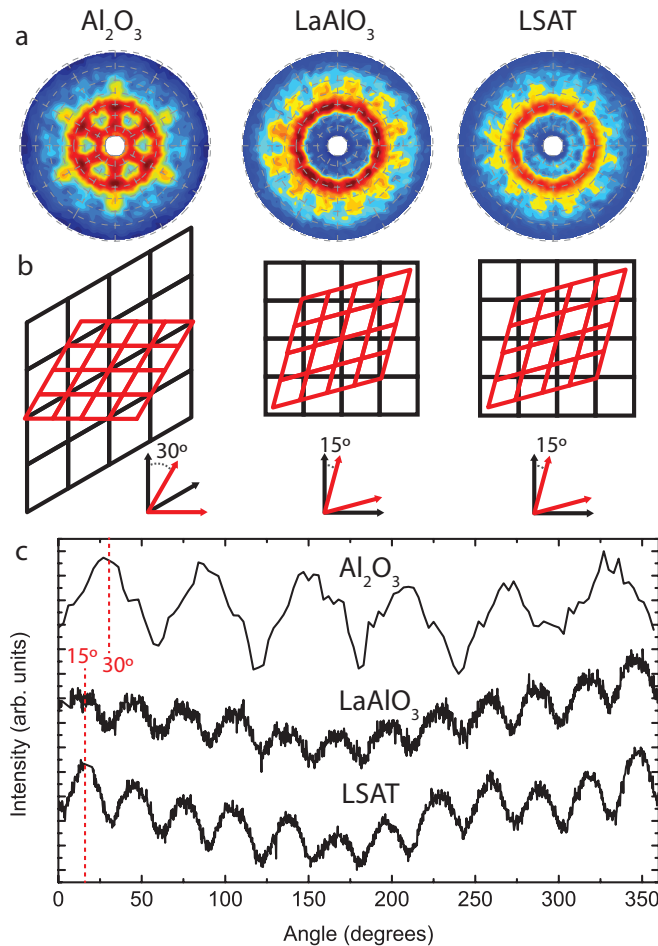 a
Al₂O₃
LaAlO₃
LSAT
b
30º
15º
15º
c
Al₂O₃
15º
30º
LaAlO₃
LSAT
Intensity (arb. units)
0 50 100 150 200 250 300 350
Angle (degrees)